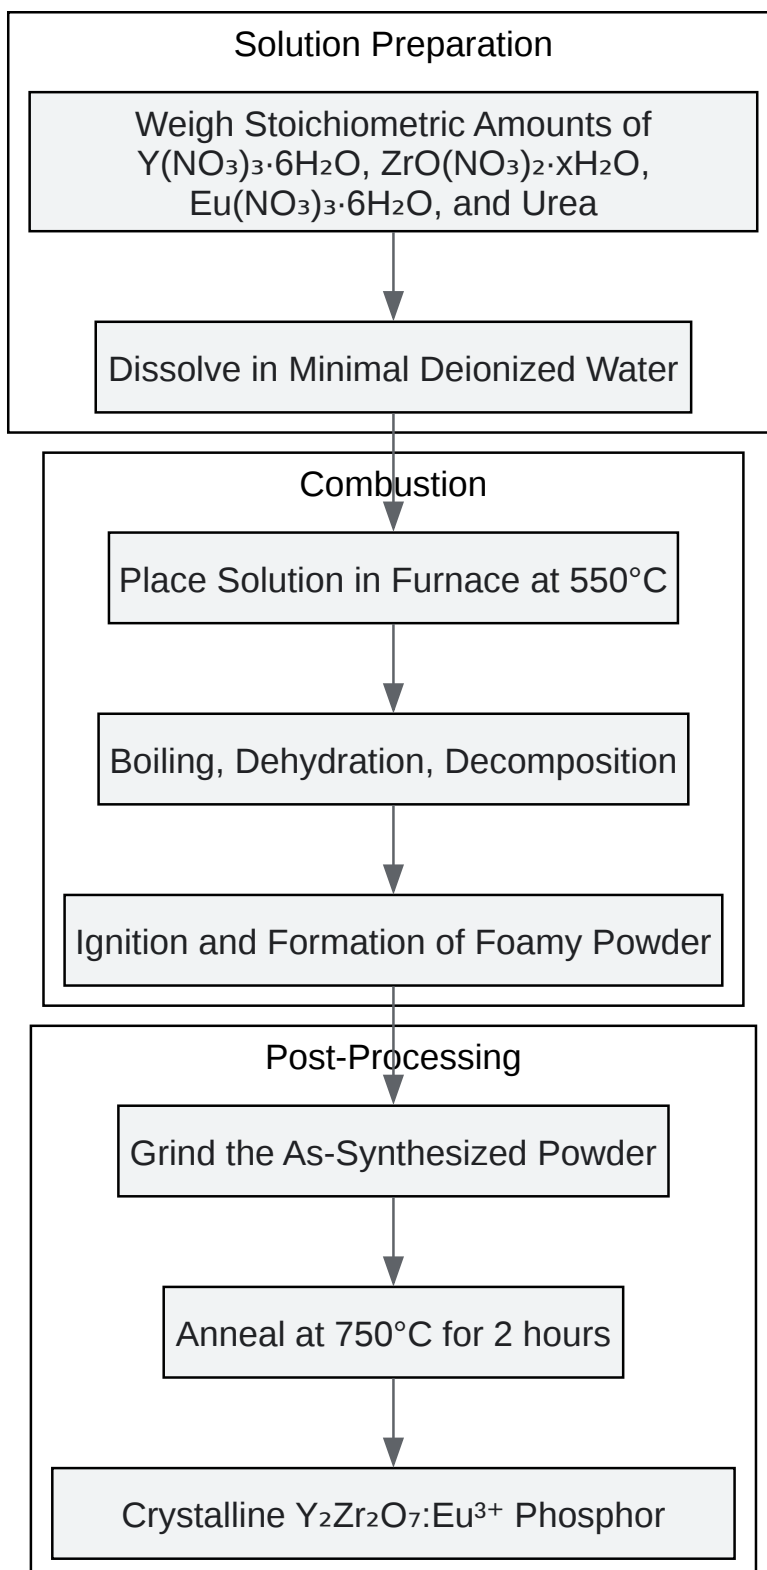 Solution Preparation
Weigh Stoichiometric Amounts of
Y(NO₃)₃·6H₂O, ZrO(NO₃)₂·xH₂O,
Eu(NO₃)₃·6H₂O, and Urea
Dissolve in Minimal Deionized Water
Combustion
Place Solution in Furnace at 550°C
Boiling, Dehydration, Decomposition
Ignition and Formation of Foamy Powder
Post-Processing
Grind the As-Synthesized Powder
Anneal at 750°C for 2 hours
Crystalline Y₂Zr₂O₇:Eu³⁺ Phosphor